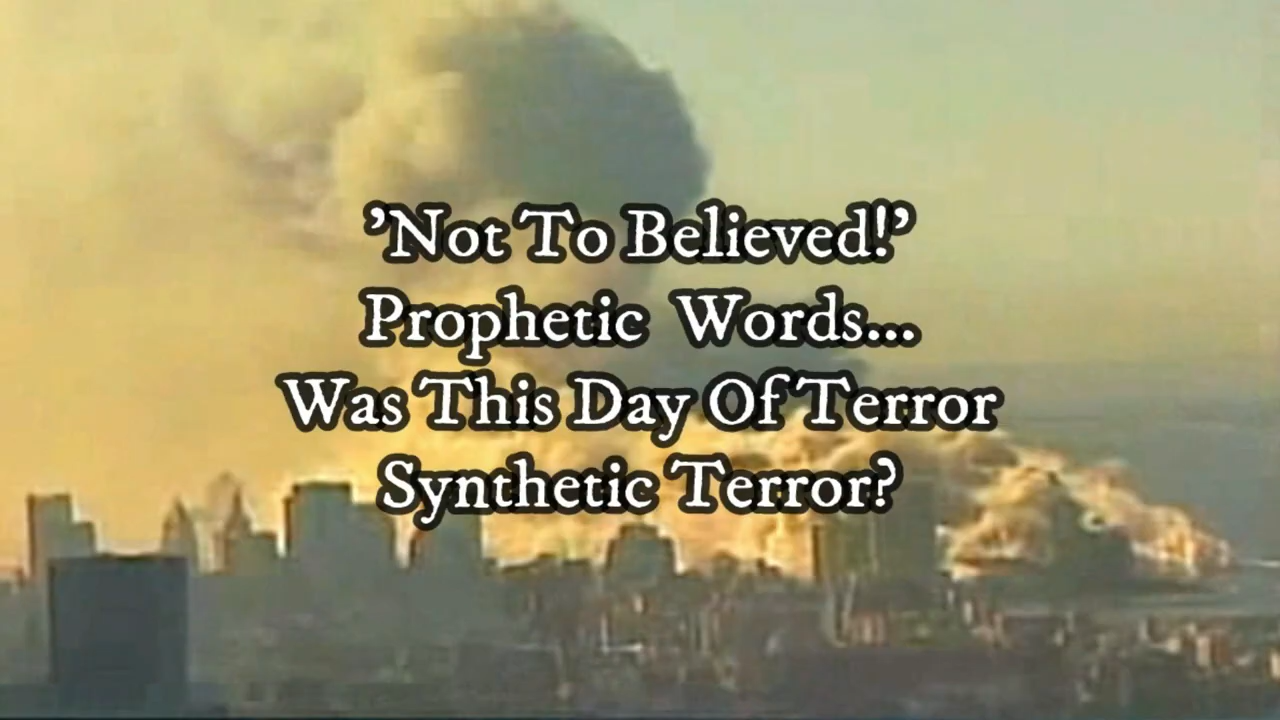 'Not To Believed!'
Prophetic Words...
Was This Day Of Terror
Synthetic Terror?